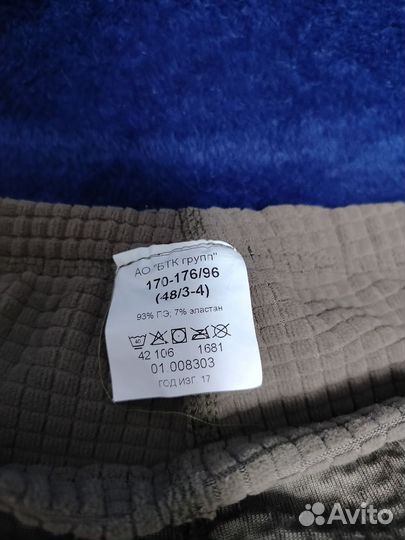 АО "БТК групп"
170-176/96
(48/3-4)
93% ПЭ; 7% эластан
40
42 106 1681
01.008303
ГОД ИЗГ. 17
Avito